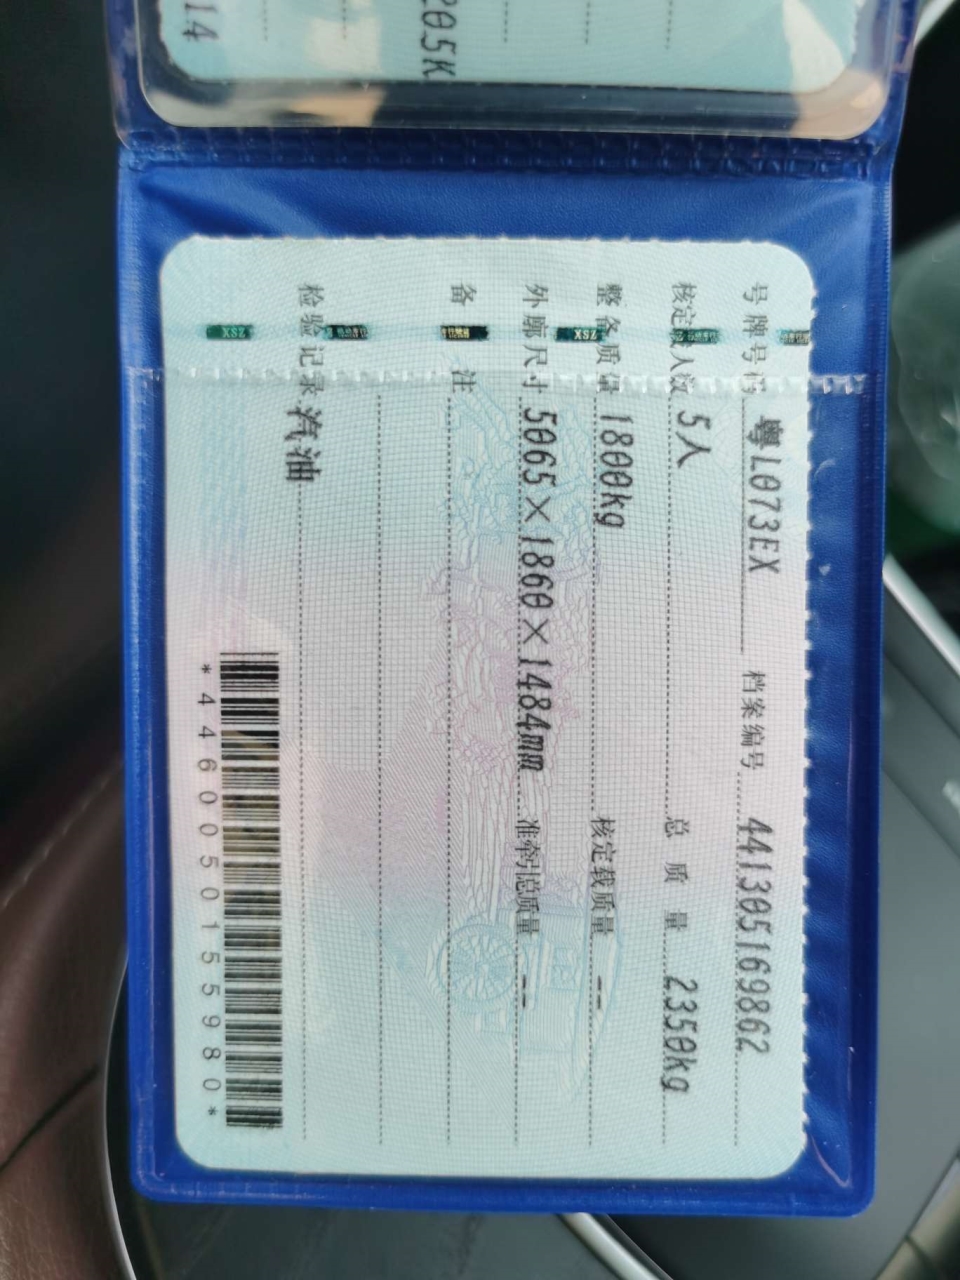 14
205K
号牌号码 粤L073EX 档案编号 441305169862
核定载人数 5人 总质量 2350kg
整备质量 1800kg 核定载质量 --
外廓尺寸 5065×1860×1484mm 准牵引总质量 --
备注
检验记录 汽油
*4460050155980*